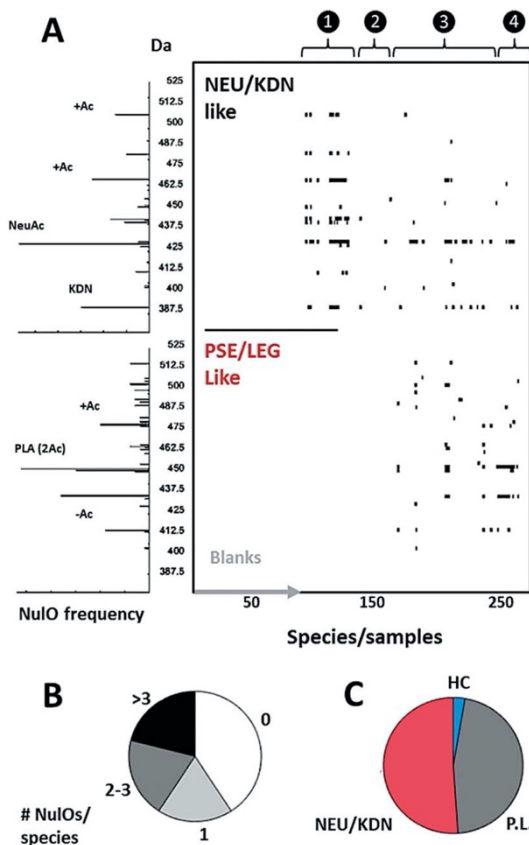 A
Da
1 2 3 4
NEU/KDN
like
525
512.5
500
487.5
475
462.5
450
437.5
425
412.5
400
387.5
+Ac
+Ac
NeuAc
KDN
PSE/LEG
Like
525
512.5
500
487.5
475
462.5
450
437.5
425
412.5
400
387.5
+Ac
PLA (2Ac)
-Ac
Blanks
NulO frequency
50 150 250
Species/samples
B
>3
0
2-3
1
# NulOs/
species
C
HC
NEU/KDN
P.L.